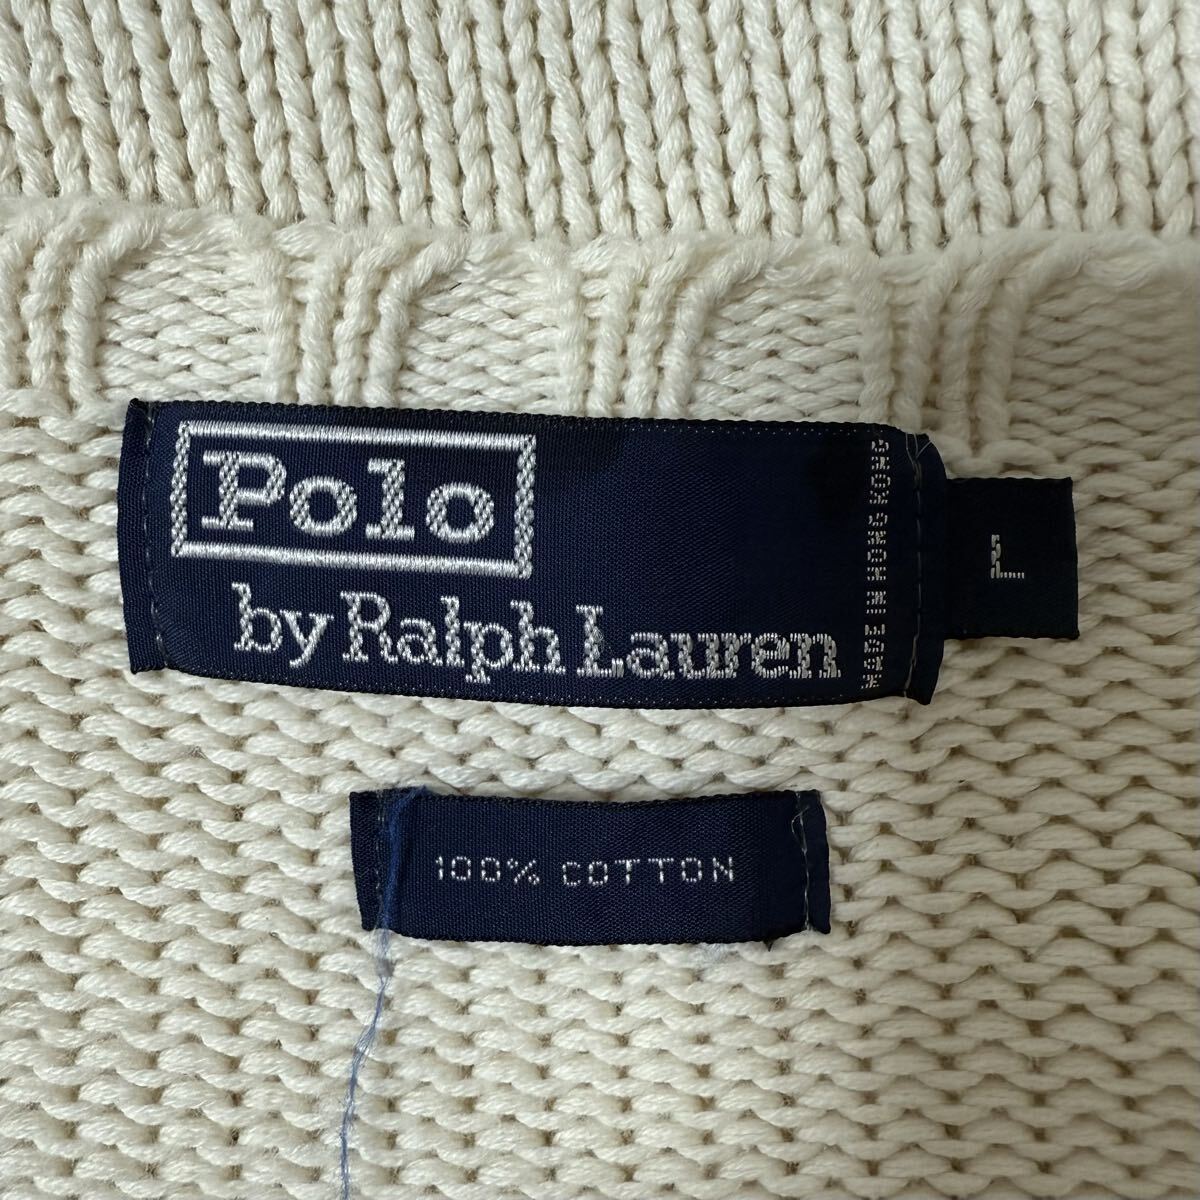 Polo
by Ralph Lauren
MADE IN HONG KONG
L
100% COTTON